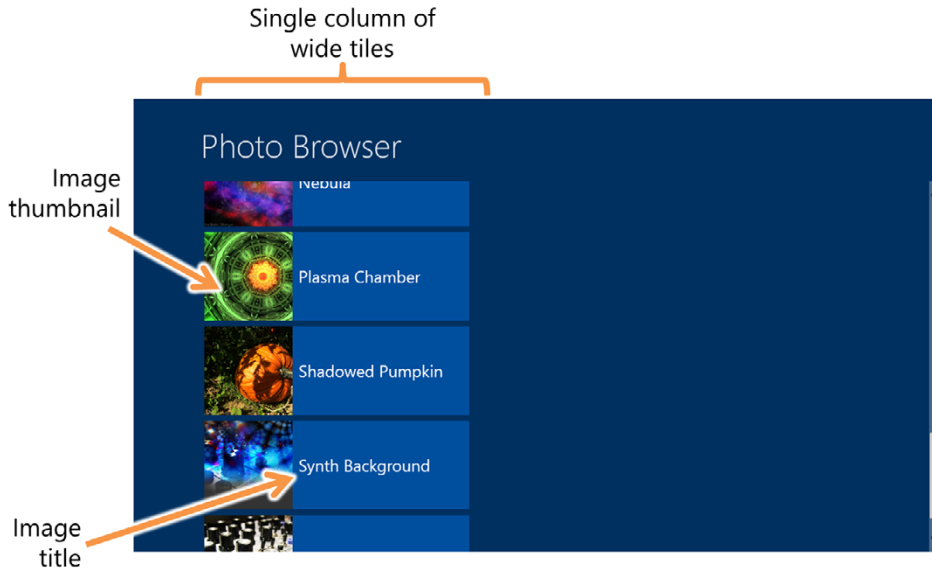 Single column of
wide tiles
Photo Browser
Image
thumbnail
Nebula
Plasma Chamber
Shadowed Pumpkin
Synth Background
Image
title